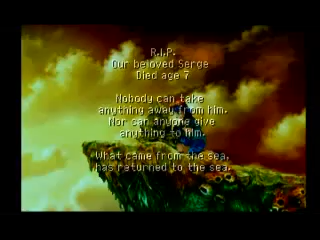 R.I.P.
Our beloved Serge
Died age 7
Nobody can take
anything away from him.
Nor can anyone give
anything to him.
What came from the sea,
has returned to the sea.